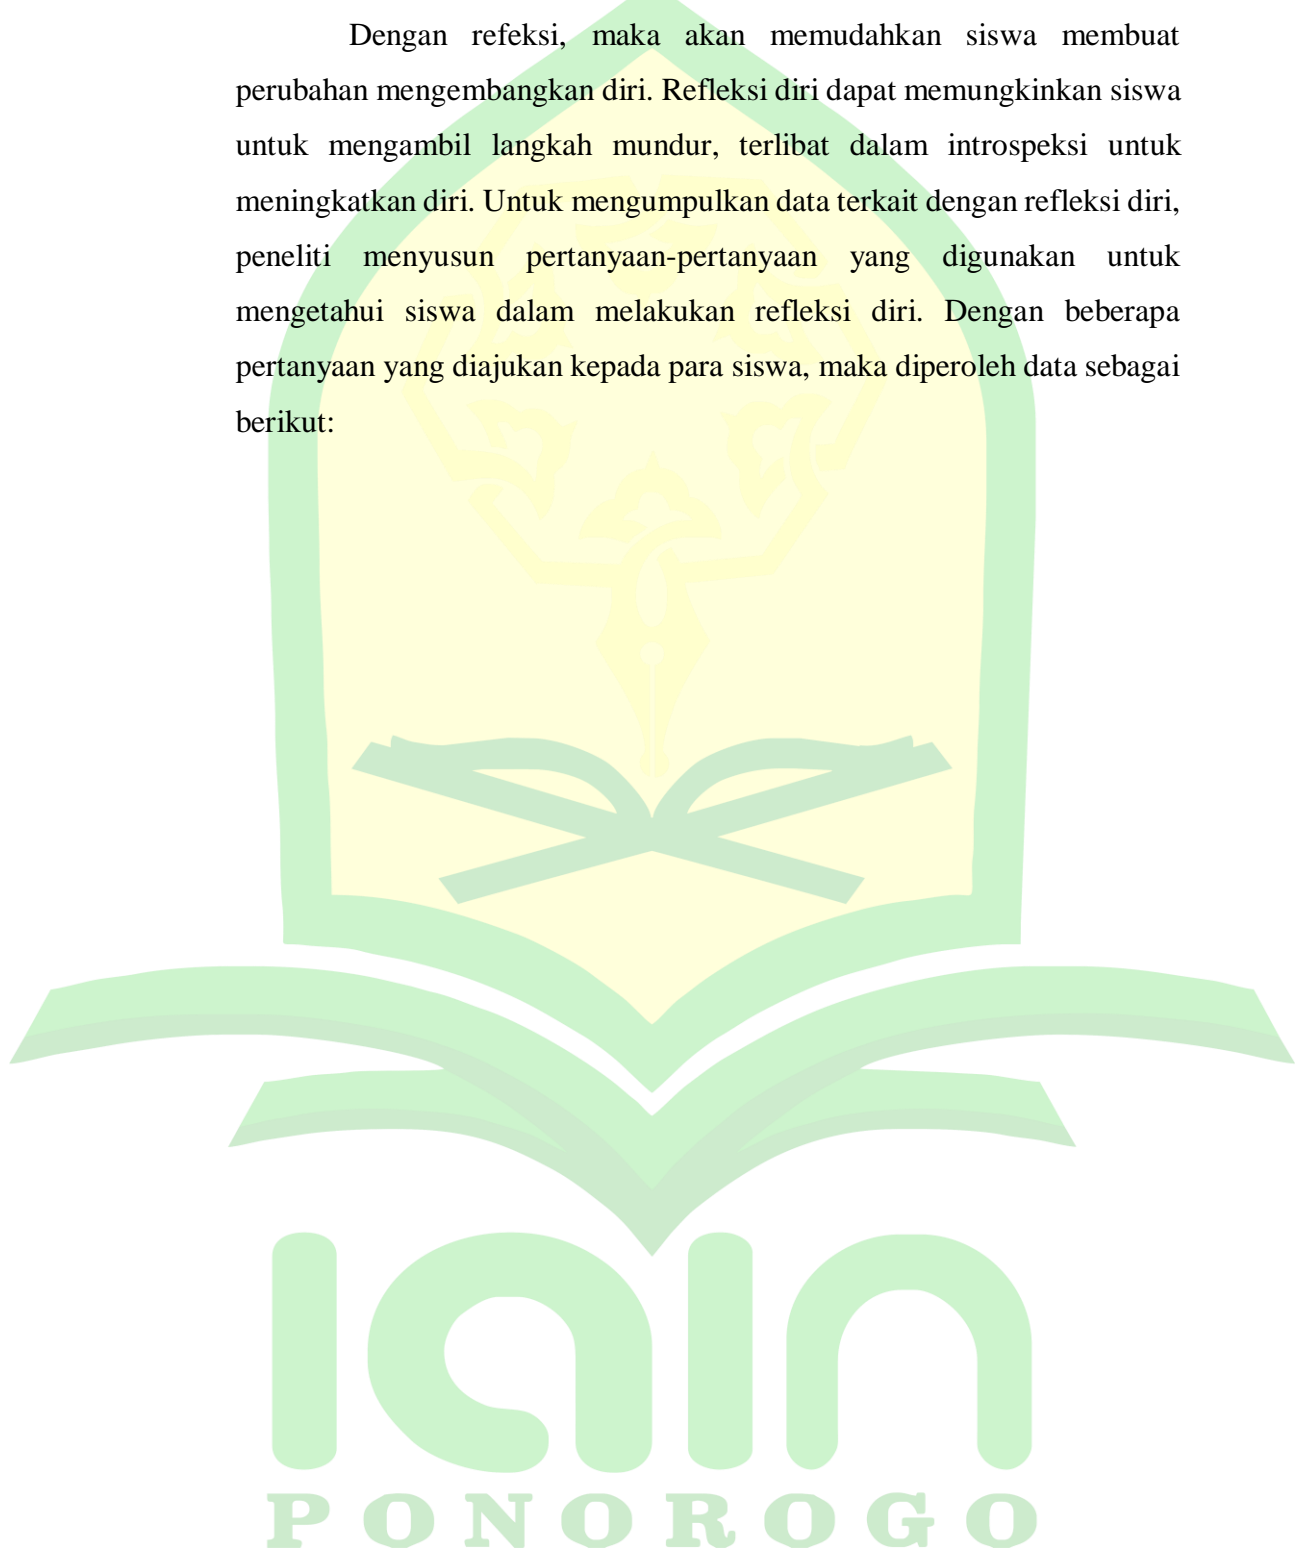 Dengan refeksi, maka akan memudahkan siswa membuat
perubahan mengembangkan diri. Refleksi diri dapat memungkinkan siswa
untuk mengambil langkah mundur, terlibat dalam introspeksi untuk
meningkatkan diri. Untuk mengumpulkan data terkait dengan refleksi diri,
peneliti menyusun pertanyaan-pertanyaan yang digunakan untuk
mengetahui siswa dalam melakukan refleksi diri. Dengan beberapa
pertanyaan yang diajukan kepada para siswa, maka diperoleh data sebagai
berikut:
iain
PONOROGO